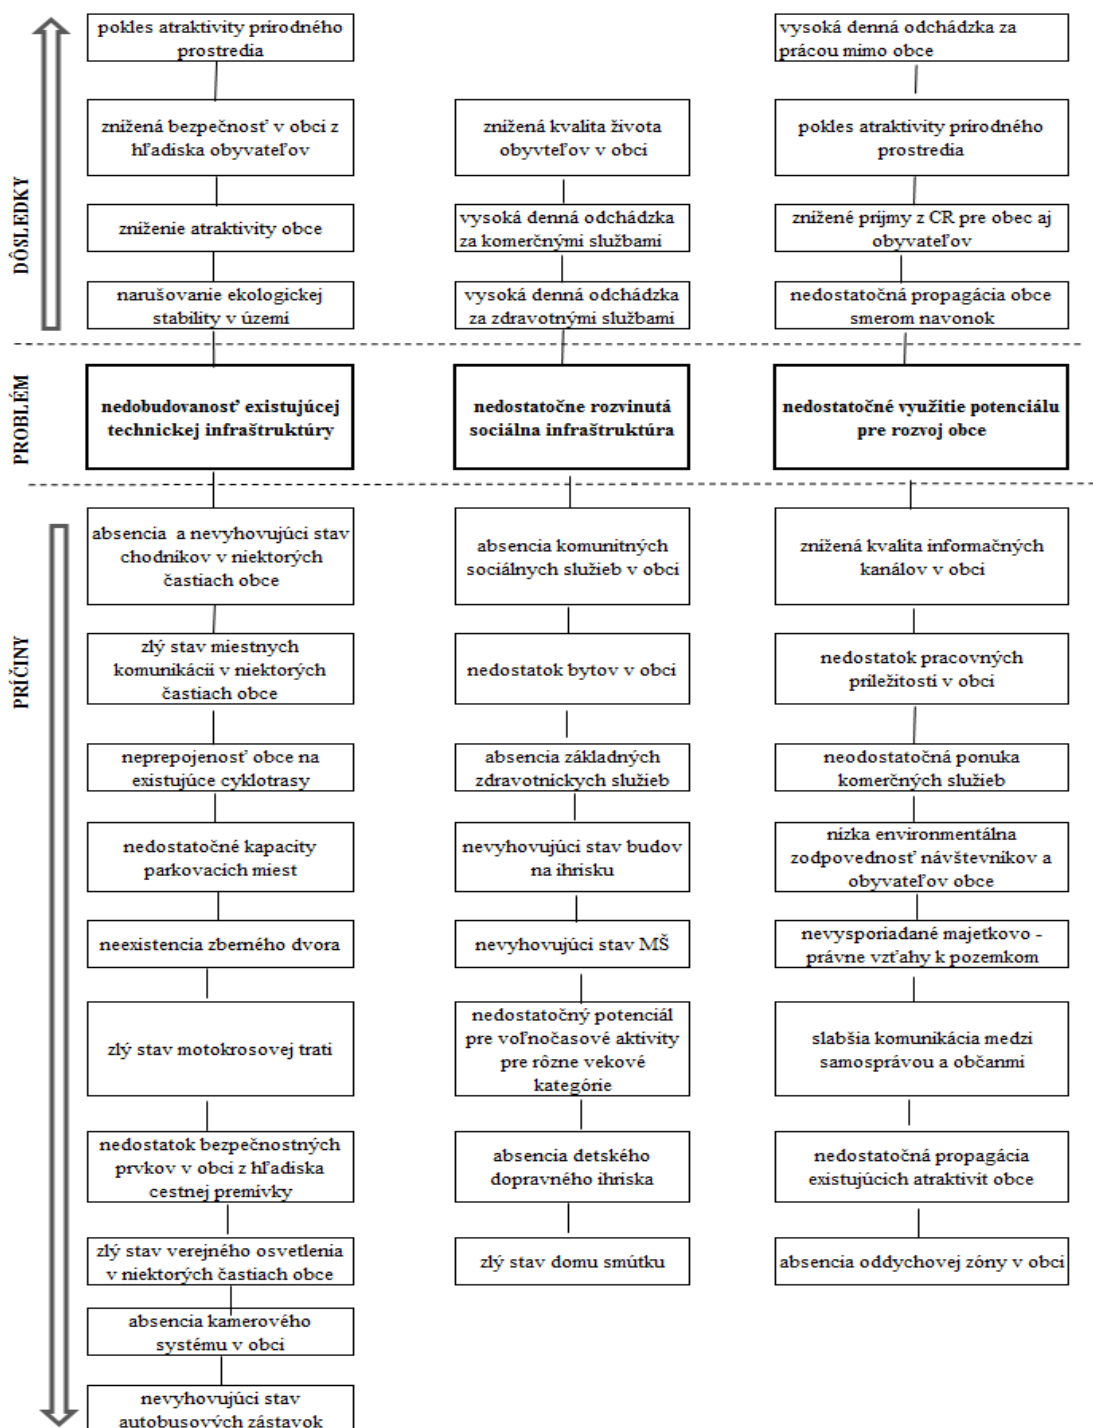 DÔSLEDKY
pokles atraktivity prírodného
prostredia
znížená bezpečnosť v obci z
hľadiska obyvateľov
zníženie atraktivity obce
narušovanie ekologickej
stability v území
znížená kvalita života
obyvteľov v obci
vysoká denná odchádzka
za komerčnými službami
vysoká denná odchádzka
za zdravotnými službami
vysoká denná odchádzka za
prácou mimo obce
pokles atraktivity prírodného
prostredia
znížené príjmy z CR pre obec aj
obyvateľov
nedostatočná propagácia obce
smerom navonok
PROBLÉM
nedobudovanosť existujúcej
technickej infraštruktúry
nedostatočne rozvinutá
sociálna infraštruktúra
nedostatočné využitie potenciálu
pre rozvoj obce
PRÍČINY
absencia a nevyhovujúci stav
chodníkov v niektorých
častiach obce
zlý stav miestnych
komunikácií v niektorých
častiach obce
neprepojenosť obce na
existujúce cyklotrasy
nedostatočné kapacity
parkovacích miest
neexistencia zberného dvora
zlý stav motokrosovej trati
nedostatok bezpečnostných
prvkov v obci z hľadiska
cestnej premívky
zlý stav verejného osvetlenia
v niektorých častiach obce
absencia kamerového
systému v obci
nevyhovujúci stav
autobusových zástavok
absencia komunitných
sociálnych služieb v obci
nedostatok bytov v obci
absencia základných
zdravotníckych služieb
nevyhovujúci stav budov
na ihrisku
nevyhovujúci stav MŠ
nedostatočný potenciál
pre voľnočasové aktivity
pre rôzne vekové
kategórie
absencia detského
dopravného ihriska
zlý stav domu smútku
znížená kvalita informačných
kanálov v obci
nedostatok pracovných
príležitostí v obci
neodostatočná ponuka
komerčných služieb
nízka environmentálna
zodpovednosť návštevníkov a
obyvateľov obce
nevysporiadané majetkovo -
právne vzťahy k pozemkom
slabšia komunikácia medzi
samosprávou a občanmi
nedostatočná propagácia
existujúcich atraktivít obce
absencia oddychovej zóny v obci